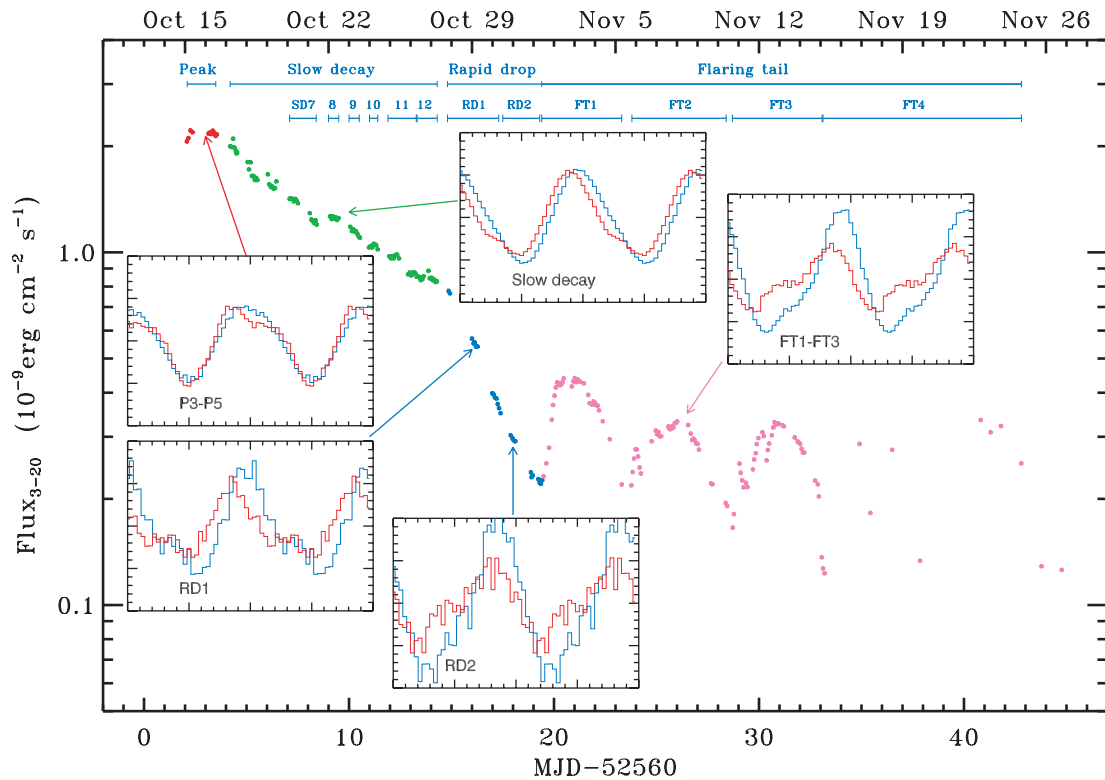 Oct 15 Oct 22 Oct 29 Nov 5 Nov 12 Nov 19 Nov 26
Peak Slow decay Rapid drop Flaring tail
SD7 8 9 10 11 12 RD1 RD2 FT1 FT2 FT3 FT4
Slow decay
FT1-FT3
P3-P5
RD1
RD2
1.0
0.1
Flux3-20 (10−9erg cm−2 s−1)
0 10 20 30 40
MJD−52560